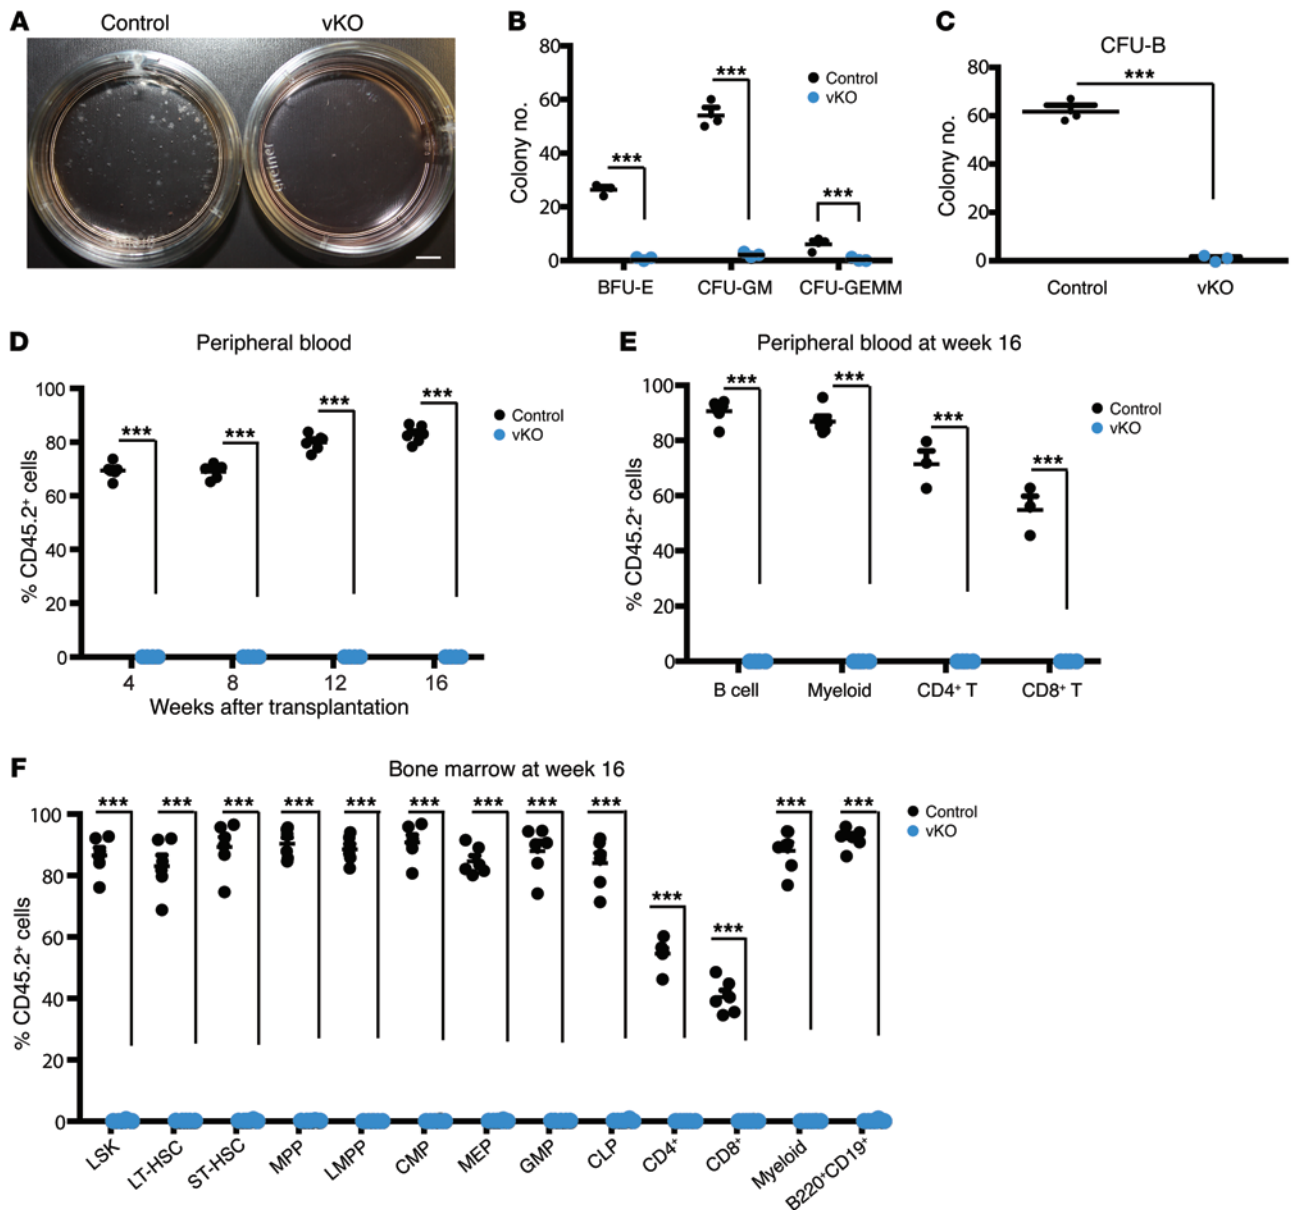 A
Control
vKO
greiner
B
Colony no.
80
60
40
20
0
***
***
***
Control
vKO
BFU-E
CFU-GM
CFU-GEMM
C
CFU-B
Colony no.
80
60
40
20
0
***
Control
vKO
D
Peripheral blood
% CD45.2⁺ cells
100
80
60
40
20
0
***
***
***
***
Control
vKO
4
8
12
16
Weeks after transplantation
E
Peripheral blood at week 16
% CD45.2⁺ cells
100
80
60
40
20
0
***
***
***
***
Control
vKO
B cell
Myeloid
CD4⁺ T
CD8⁺ T
F
Bone marrow at week 16
% CD45.2⁺ cells
100
80
60
40
20
0
***
***
***
***
***
***
***
***
***
***
***
***
***
Control
vKO
LSK
LT-HSC
ST-HSC
MPP
LMPP
CMP
MEP
GMP
CLP
CD4⁺
CD8⁺
Myeloid
B220⁺CD19⁺